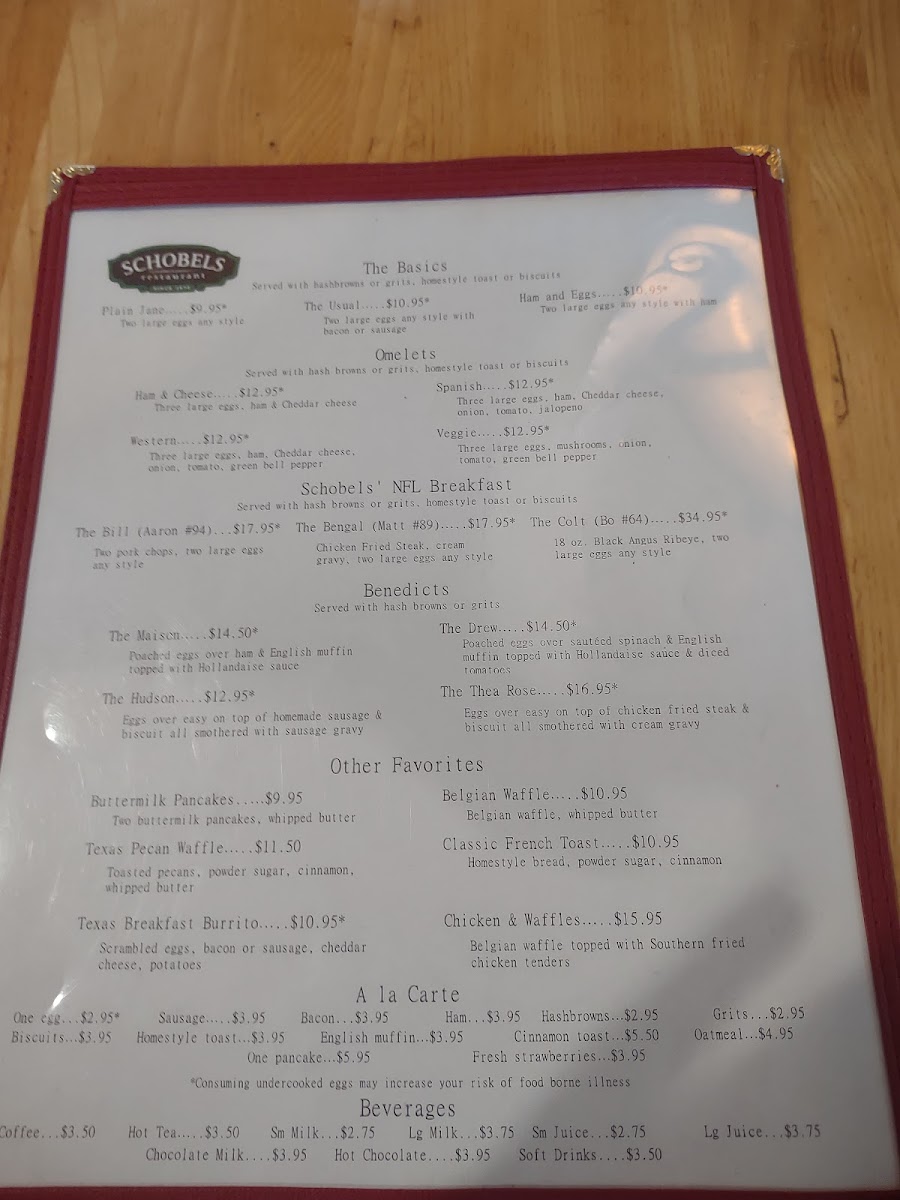 SCHOBELS
restaurant
SINCE 1976
The Basics
Served with hashbrowns or grits, homestyle toast or biscuits
Plain Jane.....$9.95*
Two large eggs any style
The Usual.....$10.95*
Two large eggs any style with
bacon or sausage
Ham and Eggs.....$10.95*
Two large eggs any style with ham
Omelets
Served with hash browns or grits, homestyle toast or biscuits
Ham & Cheese.....$12.95*
Three large eggs, ham & Cheddar cheese
Spanish.....$12.95*
Three large eggs, ham, Cheddar cheese,
onion, tomato, jalopeno
Western.....$12.95*
Three large eggs, ham, Cheddar cheese,
onion, tomato, green bell pepper
Veggie.....$12.95*
Three large eggs, mushrooms, onion,
tomato, green bell pepper
Schobels' NFL Breakfast
Served with hash browns or grits, homestyle toast or biscuits
The Bill (Aaron #94)...$17.95*
Two pork chops, two large eggs
any style
The Bengal (Matt #89).....$17.95*
Chicken Fried Steak, cream
gravy, two large eggs any style
The Colt (Bo #64).....$34.95*
18 oz. Black Angus Ribeye, two
large eggs any style
Benedicts
Served with hash browns or grits
The Maison.....$14.50*
Poached eggs over ham & English muffin
topped with Hollandaise sauce
The Drew.....$14.50*
Poached eggs over sautéed spinach & English
muffin topped with Hollandaise sauce & diced
tomatoes
The Hudson.....$12.95*
Eggs over easy on top of homemade sausage &
biscuit all smothered with sausage gravy
The Thea Rose.....$16.95*
Eggs over easy on top of chicken fried steak &
biscuit all smothered with cream gravy
Other Favorites
Buttermilk Pancakes.....$9.95
Two buttermilk pancakes, whipped butter
Belgian Waffle.....$10.95
Belgian waffle, whipped butter
Texas Pecan Waffle.....$11.50
Toasted pecans, powder sugar, cinnamon,
whipped butter
Classic French Toast.....$10.95
Homestyle bread, powder sugar, cinnamon
Texas Breakfast Burrito.....$10.95*
Scrambled eggs, bacon or sausage, cheddar
cheese, potatoes
Chicken & Waffles.....$15.95
Belgian waffle topped with Southern fried
chicken tenders
A la Carte
One egg...$2.95* Sausage.....$3.95 Bacon...$3.95 Ham...$3.95 Hashbrowns...$2.95 Grits...$2.95
Biscuits...$3.95 Homestyle toast...$3.95 English muffin...$3.95 Cinnamon toast...$5.50 Oatmeal...$4.95
One pancake...$5.95 Fresh strawberries...$3.95
*Consuming undercooked eggs may increase your risk of food borne illness
Beverages
Coffee...$3.50 Hot Tea.....$3.50 Sm Milk...$2.75 Lg Milk...$3.75 Sm Juice...$2.75 Lg Juice...$3.75
Chocolate Milk....$3.95 Hot Chocolate....$3.95 Soft Drinks....$3.50